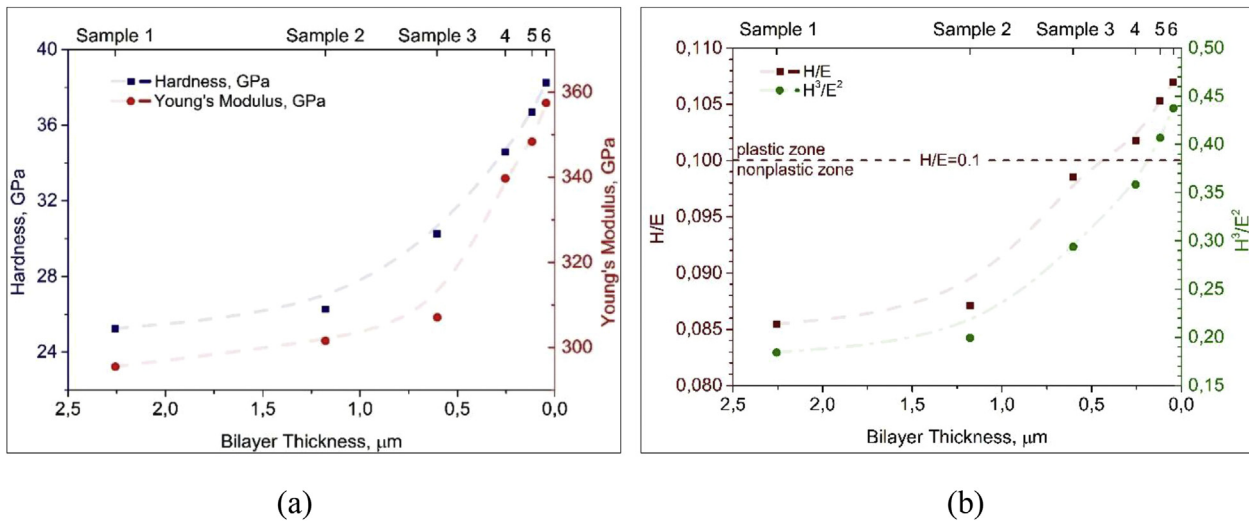 Sample 1 Sample 2 Sample 3 4 5 6
40
36
32
28
24
Hardness, GPa
Hardness, GPa
Young's Modulus, GPa
360
340
320
300
Young's Modulus, GPa
2,5 2,0 1,5 1,0 0,5 0,0
Bilayer Thickness, μm
(a)
Sample 1 Sample 2 Sample 3 4 5 6
0,110
0,105
0,100
0,095
0,090
0,085
0,080
H/E
H/E
H³/E²
plastic zone
H/E=0.1
nonplastic zone
0,50
0,45
0,40
0,35
0,30
0,25
0,20
0,15
H³/E²
2,5 2,0 1,5 1,0 0,5 0,0
Bilayer Thickness, μm
(b)